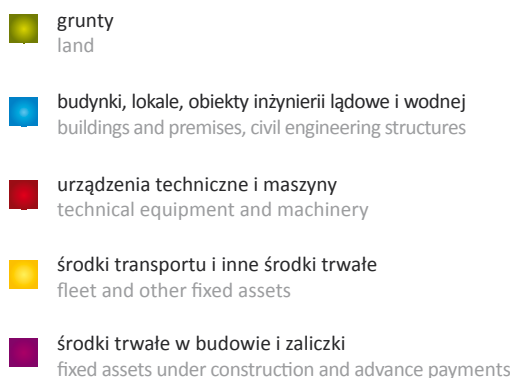 grunty
land
budynki, lokale, obiekty inżynierii lądowe i wodnej
buildings and premises, civil engineering structures
urządzenia techniczne i maszyny
technical equipment and machinery
środki transportu i inne środki trwałe
fleet and other fixed assets
środki trwałe w budowie i zaliczki
fixed assets under construction and advance payments